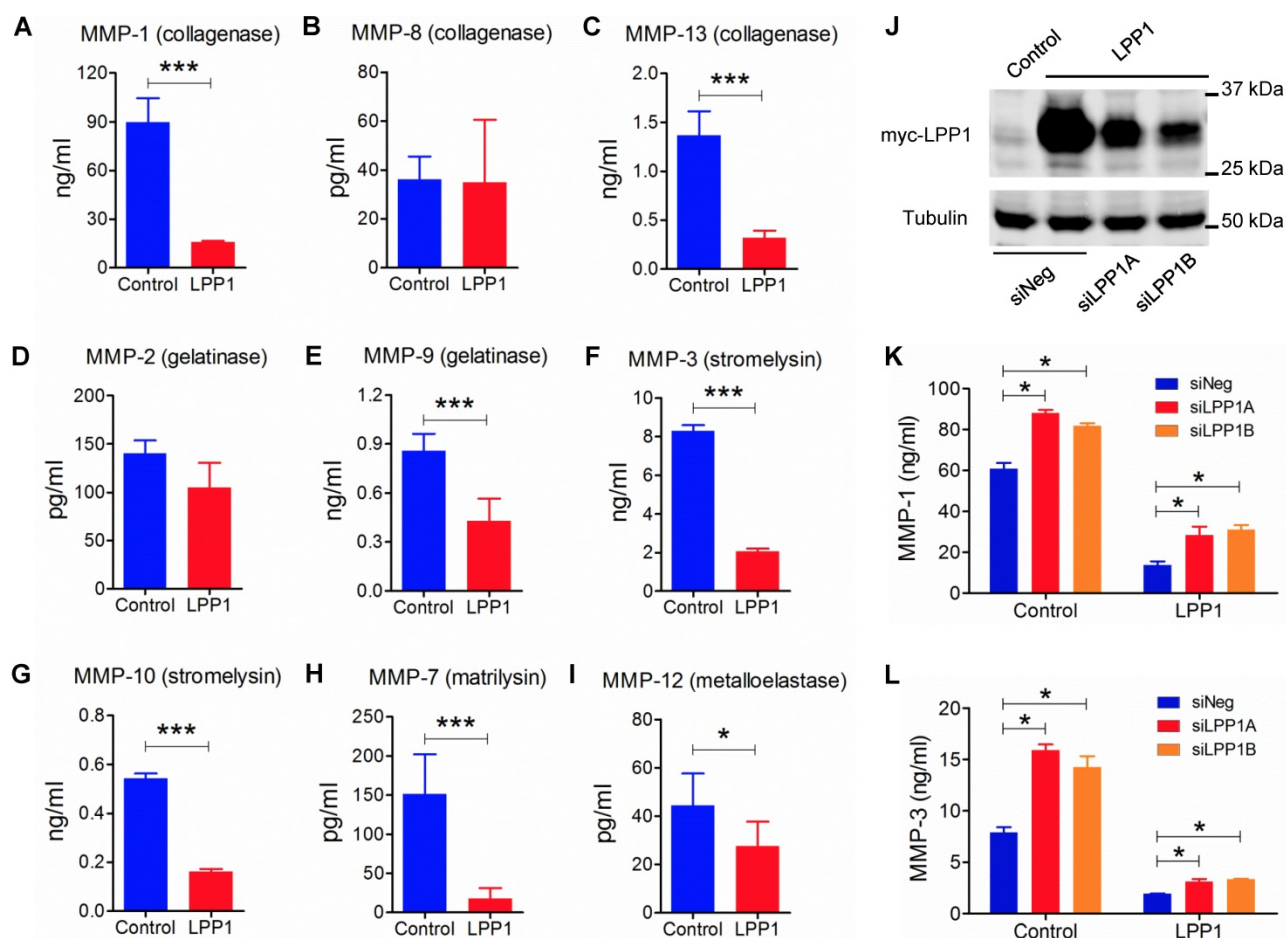 A
MMP-1 (collagenase)
***
120
90
60
30
0
ng/ml
Control LPP1
B
MMP-8 (collagenase)
80
60
40
20
0
pg/ml
Control LPP1
C
MMP-13 (collagenase)
***
2.0
1.5
1.0
0.5
0.0
ng/ml
Control LPP1
J
Control
LPP1
37 kDa
myc-LPP1
25 kDa
Tubulin
50 kDa
siNeg
siLPP1A
siLPP1B
D
MMP-2 (gelatinase)
200
150
100
50
0
pg/ml
Control LPP1
E
MMP-9 (gelatinase)
***
1.2
0.9
0.6
0.3
0.0
ng/ml
Control LPP1
F
MMP-3 (stromelysin)
***
10
8
6
4
2
0
ng/ml
Control LPP1
K
siNeg
siLPP1A
siLPP1B
*
*
*
*
100
80
60
40
20
0
MMP-1 (ng/ml)
Control LPP1
G
MMP-10 (stromelysin)
***
0.8
0.6
0.4
0.2
0.0
ng/ml
Control LPP1
H
MMP-7 (matrilysin)
***
250
200
150
100
50
0
pg/ml
Control LPP1
I
MMP-12 (metalloelastase)
*
80
60
40
20
0
pg/ml
Control LPP1
L
siNeg
siLPP1A
siLPP1B
*
*
*
*
20
15
10
5
0
MMP-3 (ng/ml)
Control LPP1